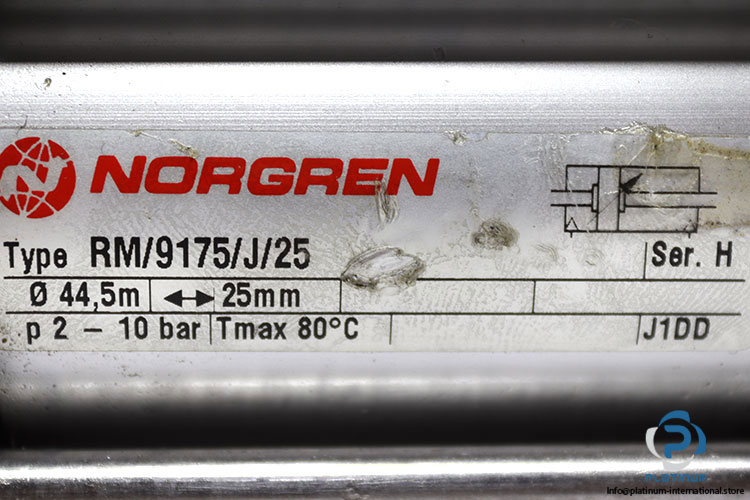 NORGREN
Type RM/9175/J/25
Ser. H
Ø 44,5m
25mm
p 2 – 10 bar
Tmax 80°C
J1DD
info@platinum-international.store